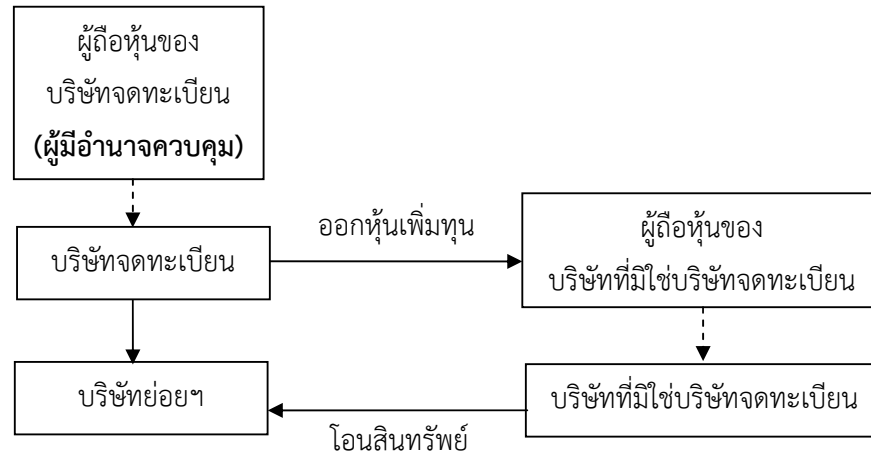 ผู้ถือหุ้นของ
บริษัทจดทะเบียน
(ผู้มีอำนาจควบคุม)
บริษัทจดทะเบียน
ออกหุ้นเพิ่มทุน
ผู้ถือหุ้นของ
บริษัทที่มิใช่บริษัทจดทะเบียน
บริษัทย่อยฯ
บริษัทที่มิใช่บริษัทจดทะเบียน
โอนสินทรัพย์